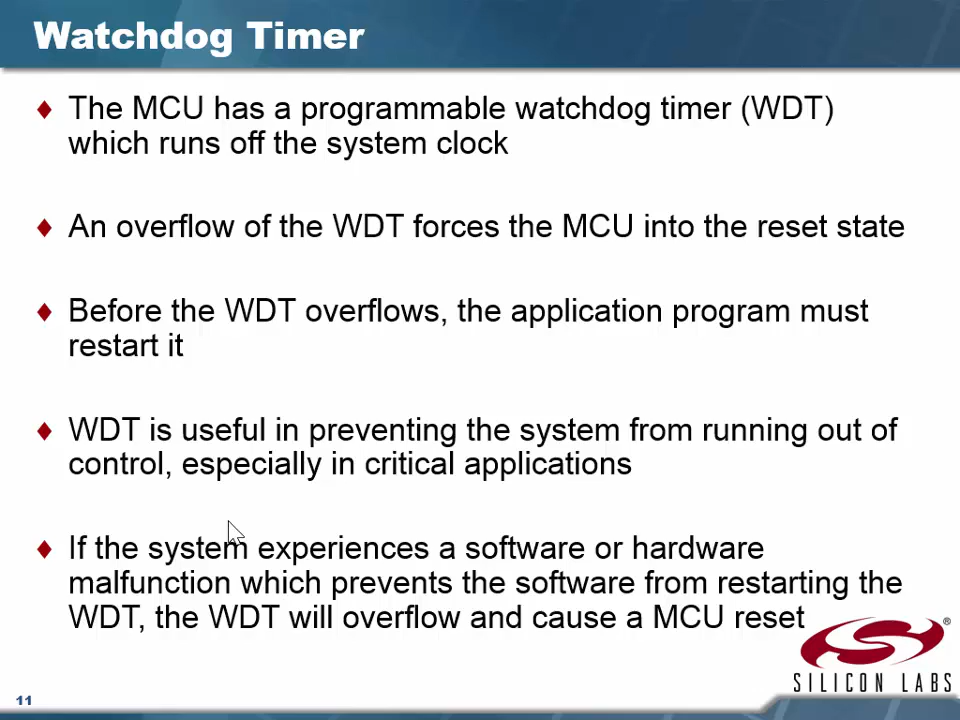 Watchdog Timer
The MCU has a programmable watchdog timer (WDT)
which runs off the system clock
An overflow of the WDT forces the MCU into the reset state
Before the WDT overflows, the application program must
restart it
WDT is useful in preventing the system from running out of
control, especially in critical applications
If the system experiences a software or hardware
malfunction which prevents the software from restarting the
WDT, the WDT will overflow and cause a MCU reset
®
SILICON LABS
11